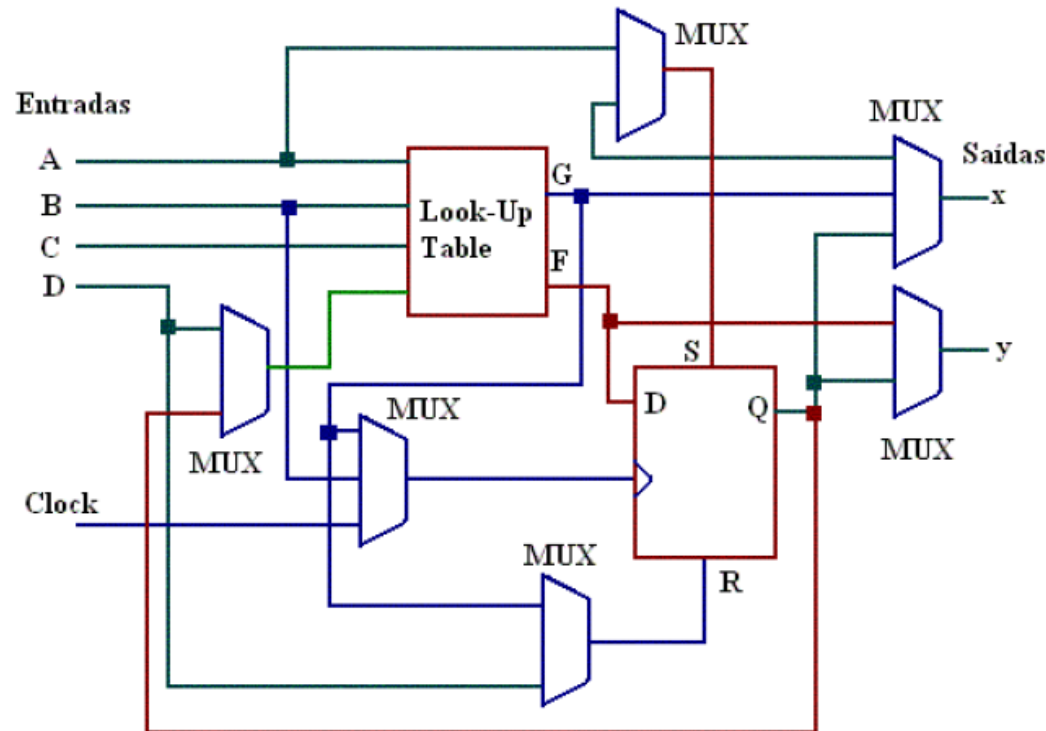 MUX
Entradas
MUX
A
Saídas
G
B
x
Look-Up
C
Table
F
D
S
y
D
Q
MUX
MUX
MUX
Clock
MUX
R